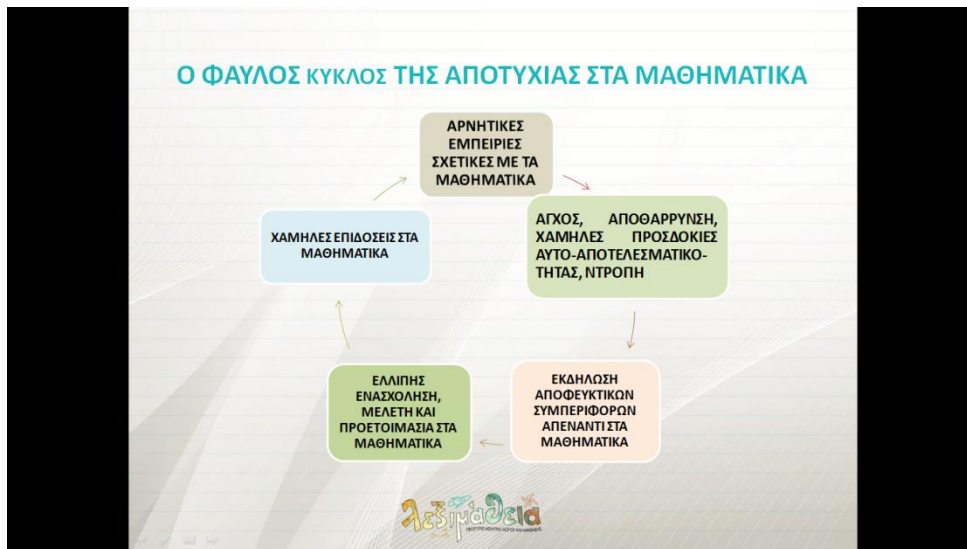 Ο ΦΑΥΛΟΣ ΚΥΚΛΟΣ ΤΗΣ ΑΠΟΤΥΧΙΑΣ ΣΤΑ ΜΑΘΗΜΑΤΙΚΑ
ΑΡΝΗΤΙΚΕΣ
ΕΜΠΕΙΡΙΕΣ
ΣΧΕΤΙΚΕΣ ΜΕ ΤΑ
ΜΑΘΗΜΑΤΙΚΑ
ΑΓΧΟΣ, ΑΠΟΘΑΡΡΥΝΣΗ,
ΧΑΜΗΛΕΣ ΠΡΟΣΔΟΚΙΕΣ
ΑΥΤΟ-ΑΠΟΤΕΛΕΣΜΑΤΙΚΟ-
ΤΗΤΑΣ, ΝΤΡΟΠΗ
ΕΚΔΗΛΩΣΗ
ΑΠΟΦΕΥΚΤΙΚΩΝ
ΣΥΜΠΕΡΙΦΟΡΩΝ
ΑΠΕΝΑΝΤΙ ΣΤΑ
ΜΑΘΗΜΑΤΙΚΑ
ΕΛΛΙΠΗΣ
ΕΝΑΣΧΟΛΗΣΗ,
ΜΕΛΕΤΗ ΚΑΙ
ΠΡΟΕΤΟΙΜΑΣΙΑ ΣΤΑ
ΜΑΘΗΜΑΤΙΚΑ
ΧΑΜΗΛΕΣ ΕΠΙΔΟΣΕΙΣ ΣΤΑ
ΜΑΘΗΜΑΤΙΚΑ
λεξιμάθεια